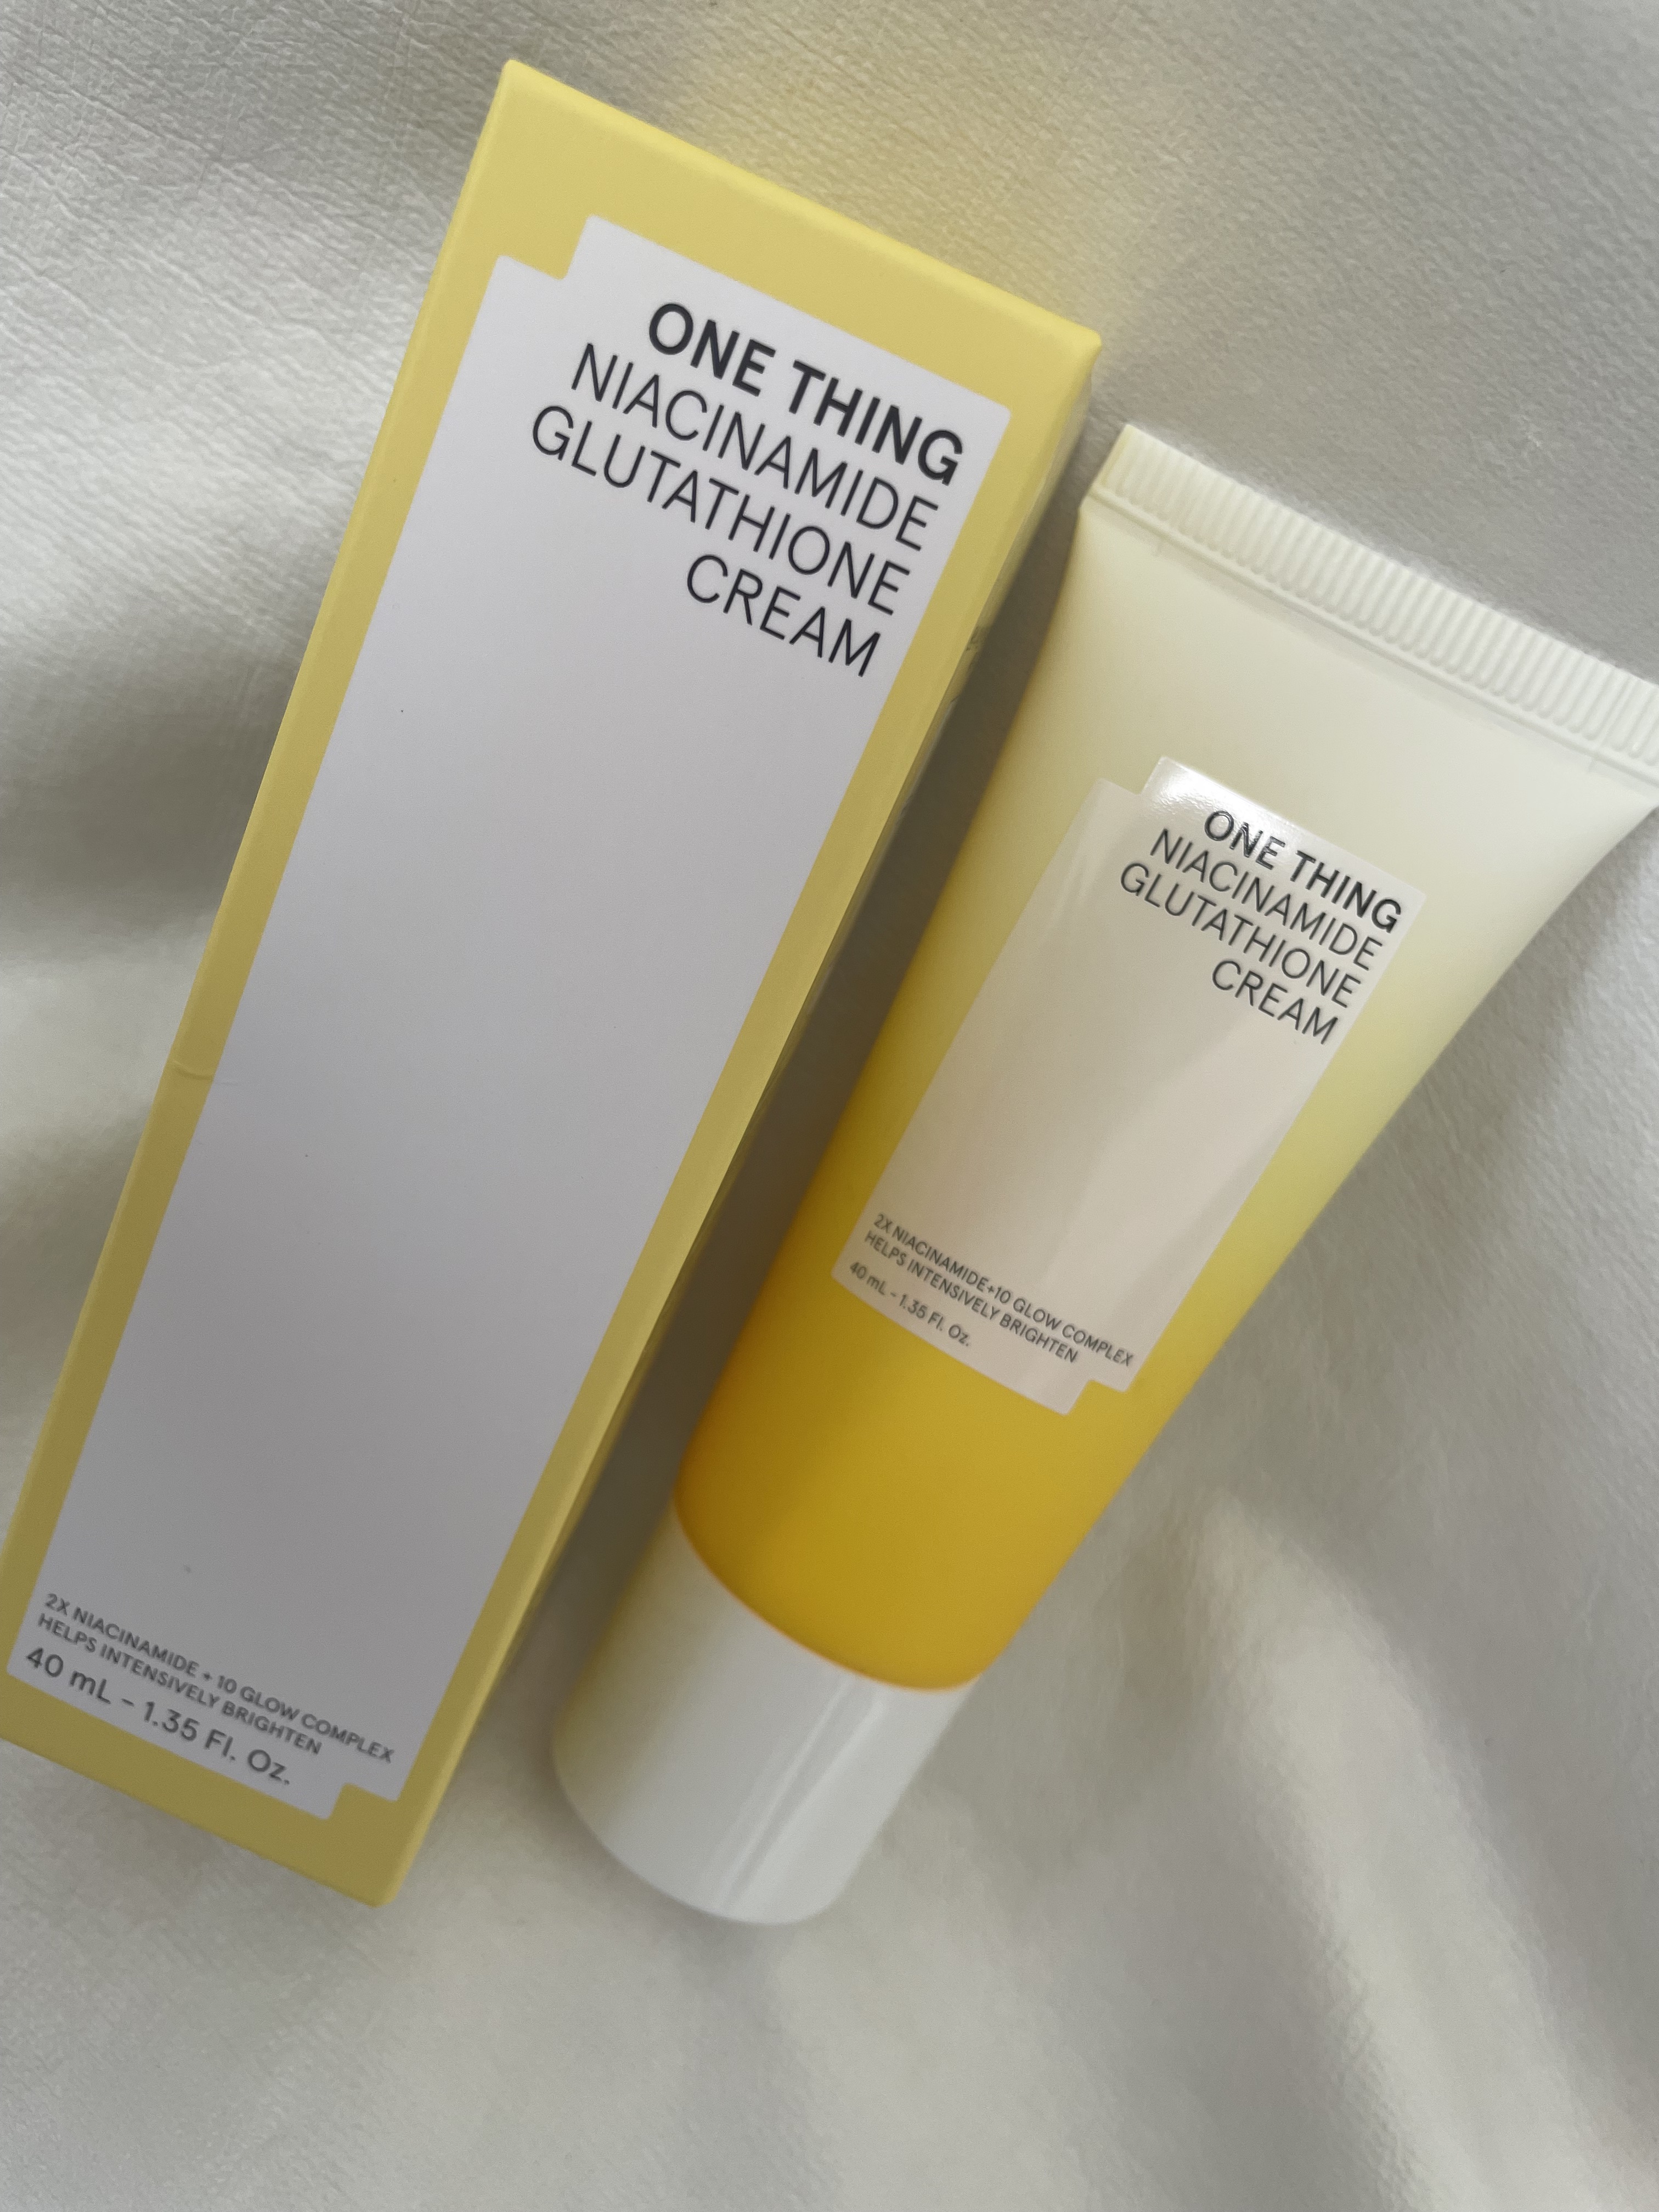 ONE THING
NIACINAMIDE
GLUTATHIONE
CREAM
2X NIACINAMIDE + 10 GLOW COMPLEX
HELPS INTENSIVELY BRIGHTEN
40 mL - 1.35 Fl. Oz.
ONE THING
NIACINAMIDE
GLUTATHIONE
CREAM
2X NIACINAMIDE+10 GLOW COMPLEX
HELPS INTENSIVELY BRIGHTEN
40 mL - 1.35 Fl. Oz.